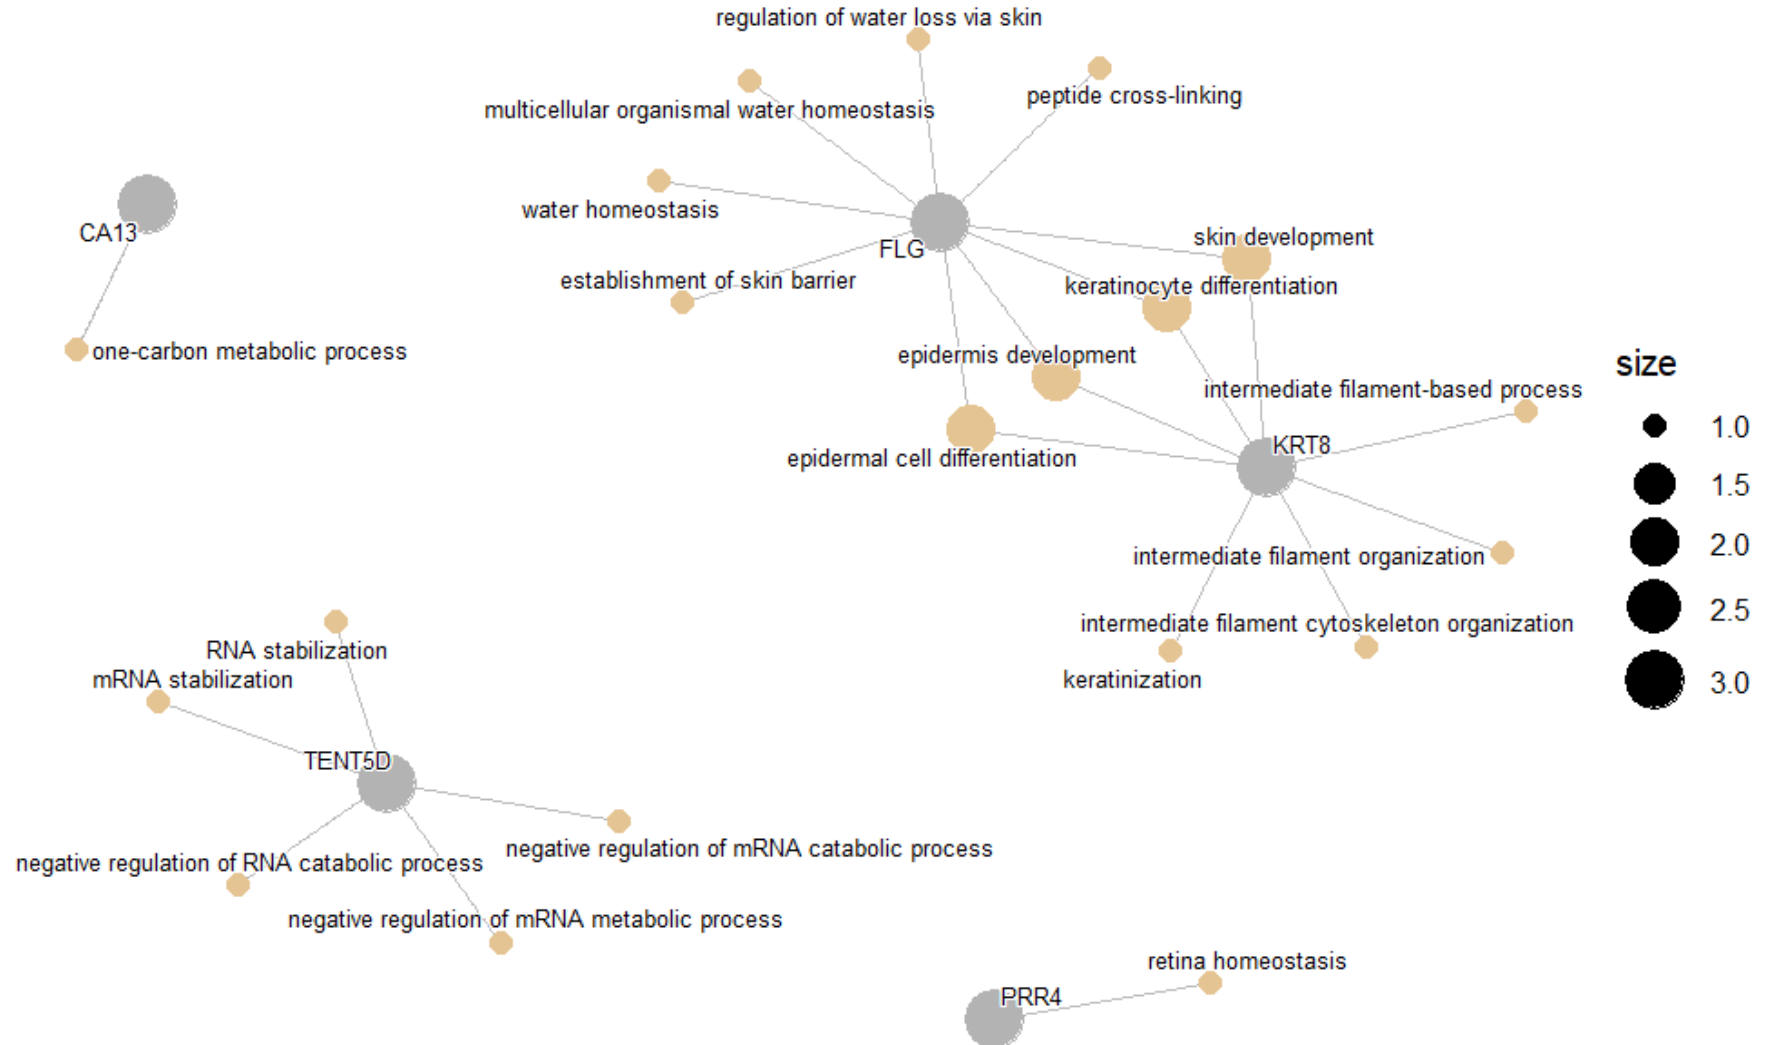 regulation of water loss via skin
peptide cross-linking
multicellular organismal water homeostasis
water homeostasis
CA13
FLG
skin development
establishment of skin barrier
keratinocyte differentiation
one-carbon metabolic process
epidermis development
size
intermediate filament-based process
1.0
KRT8
epidermal cell differentiation
1.5
2.0
intermediate filament organization
2.5
intermediate filament cytoskeleton organization
RNA stabilization
mRNA stabilization
keratinization
3.0
TENT5D
negative regulation of mRNA catabolic process
negative regulation of RNA catabolic process
negative regulation of mRNA metabolic process
retina homeostasis
PRR4